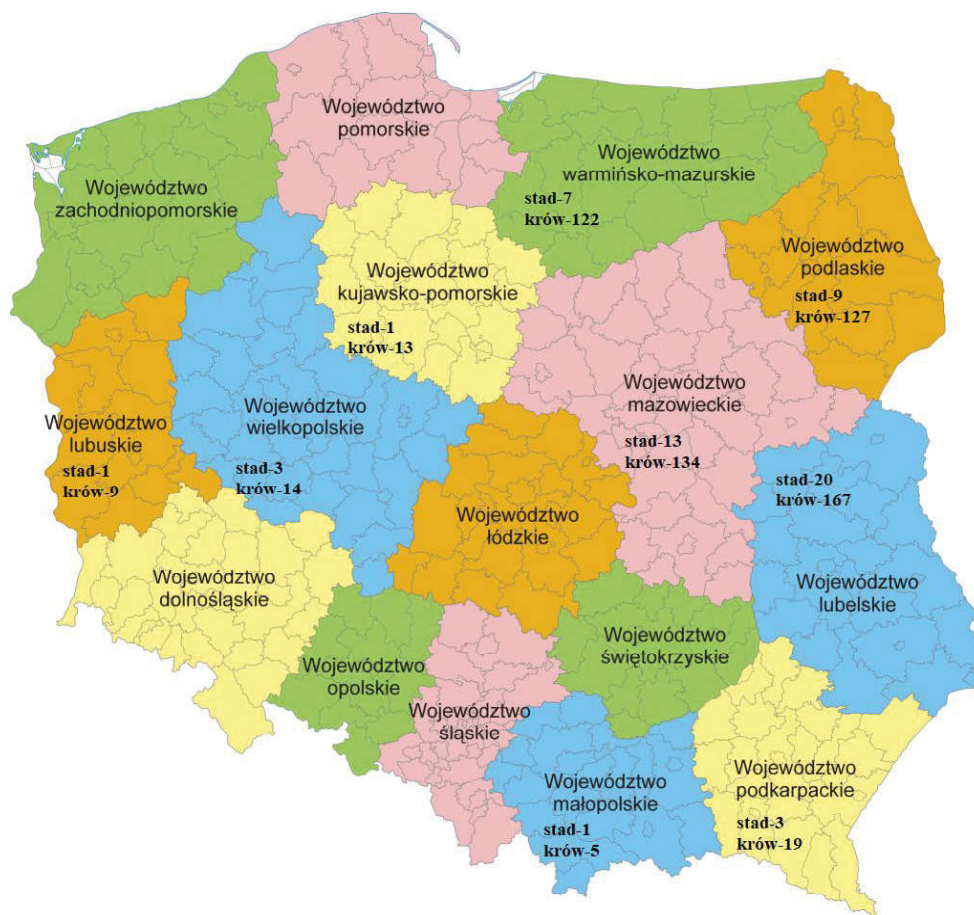 Województwo
pomorskie
Województwo
warmińsko-mazurskie
stad-7
krów-122
Województwo
zachodniopomorskie
Województwo
podlaskie
stad-9
krów-127
Województwo
kujawsko-pomorskie
stad-1
krów-13
Województwo
mazowieckie
stad-13
krów-134
Województwo
wielkopolskie
stad-3
krów-14
Województwo
lubuskie
stad-1
krów-9
stad-20
krów-167
Województwo
lubelskie
Województwo
łódzkie
Województwo
dolnośląskie
Województwo
świętokrzyskie
Województwo
opolskie
Województwo
śląskie
Województwo
małopolskie
stad-1
krów-5
Województwo
podkarpackie
stad-3
krów-19